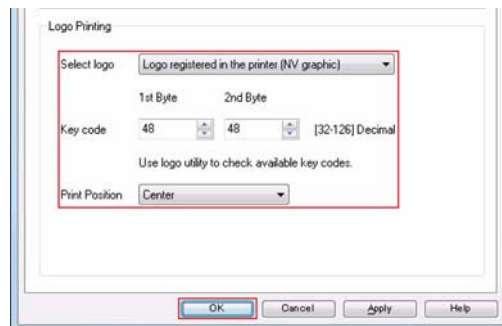 Logo Printing
Select logo Logo registered in the printer (NV graphic)
1st Byte 2nd Byte
Key code 48 48 [32-126] Decimal
Use logo utility to check available key codes.
Print Position Center
OK Cancel Apply Help